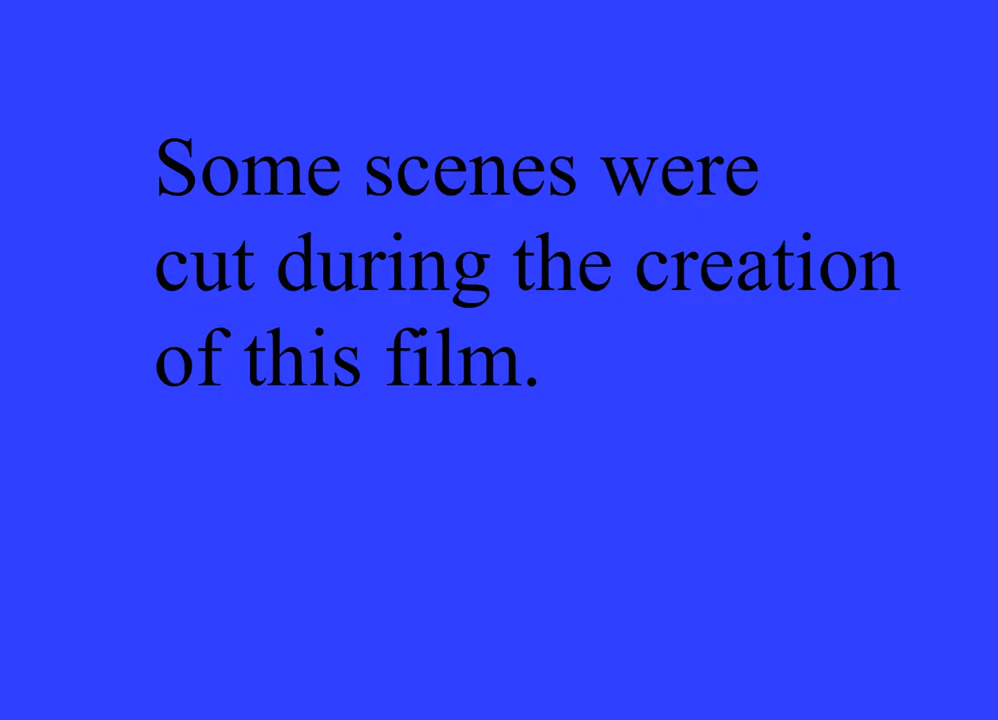 Some scenes were
cut during the creation
of this film.